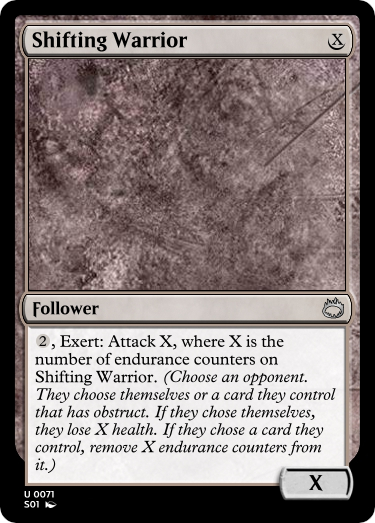 Shifting Warrior X
Follower
2, Exert: Attack X, where X is the
number of endurance counters on
Shifting Warrior. (Choose an opponent.
They choose themselves or a card they control
that has obstruct. If they chose themselves,
they lose X health. If they chose a card they
control, remove X endurance counters from
it.)
X
U 0071
S01